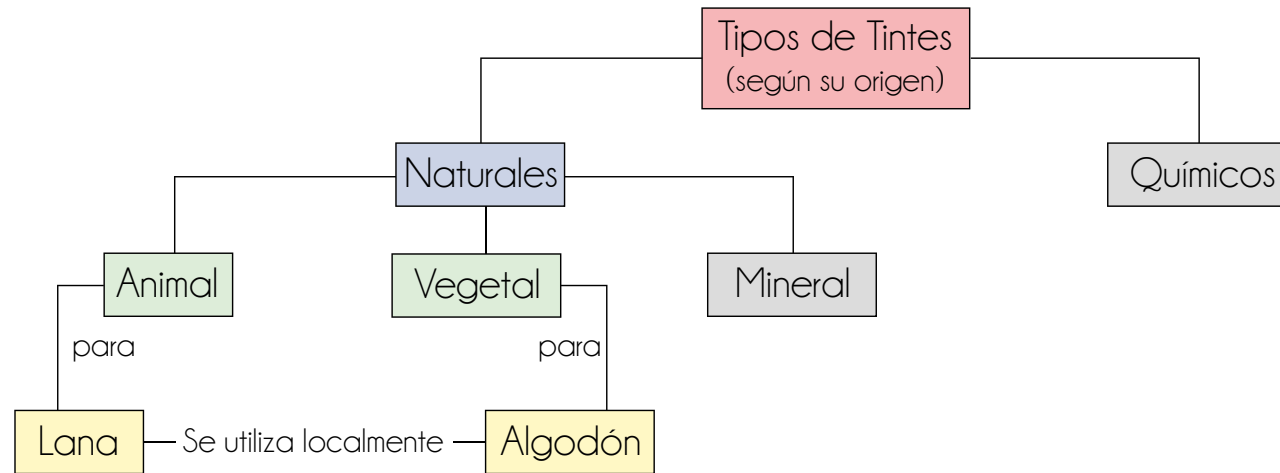 Tipos de Tintes
(según su origen)
Naturales
Químicos
Animal
Vegetal
Mineral
para
para
Lana
Se utiliza localmente
Algodón